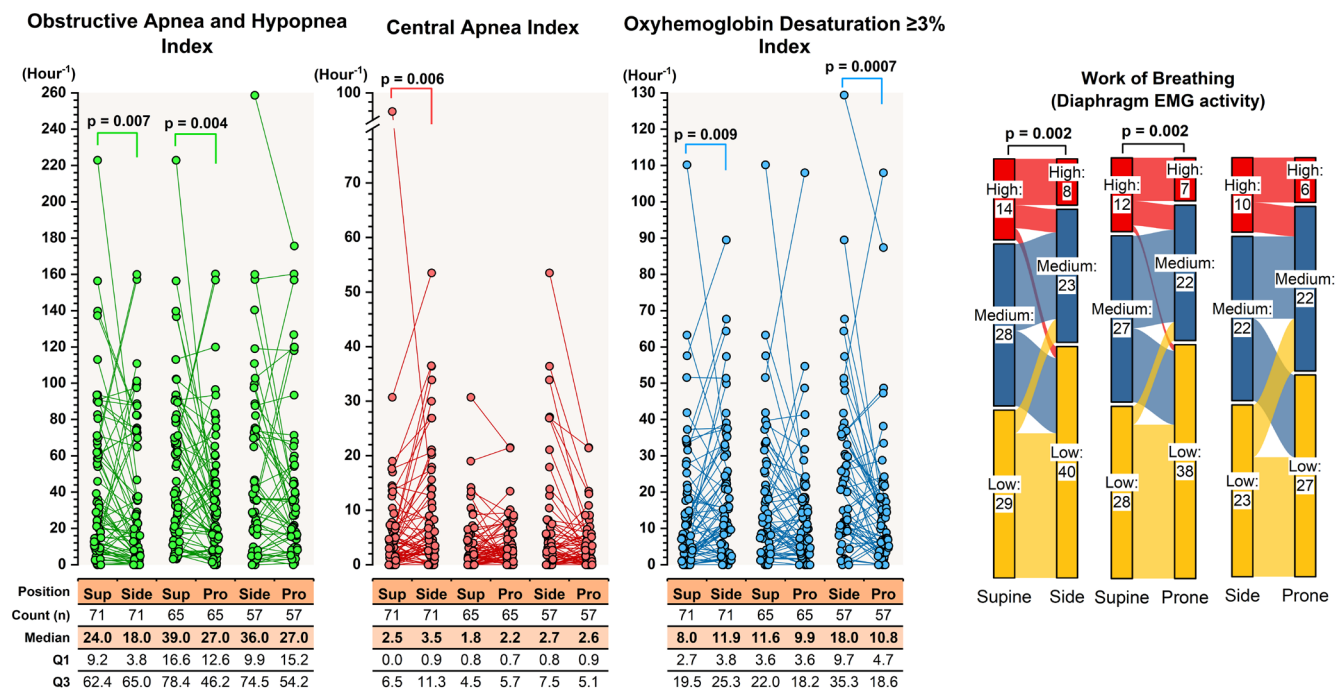 Obstructive Apnea and Hypopnea
Index
(Hour⁻¹)
260
240
220
200
180
160
140
120
100
80
60
40
20
0
p = 0.007
p = 0.004
Central Apnea Index
(Hour⁻¹)
100
70
60
50
40
30
20
10
0
p = 0.006
Oxyhemoglobin Desaturation ≥3%
Index
(Hour⁻¹)
130
120
110
100
90
80
70
60
50
40
30
20
10
0
p = 0.009
p = 0.0007
Position Sup Side Sup Pro Side Pro
Count (n) 71 71 65 65 57 57
Median 24.0 18.0 39.0 27.0 36.0 27.0
Q1 9.2 3.8 16.6 12.6 9.9 15.2
Q3 62.4 65.0 78.4 46.2 74.5 54.2
Sup Side Sup Pro Side Pro
71 71 65 65 57 57
2.5 3.5 1.8 2.2 2.7 2.6
0.0 0.9 0.8 0.7 0.8 0.9
6.5 11.3 4.5 5.7 7.5 5.1
Sup Side Sup Pro Side Pro
71 71 65 65 57 57
8.0 11.9 11.6 9.9 18.0 10.8
2.7 3.8 3.6 3.6 9.7 4.7
19.5 25.3 22.0 18.2 35.3 18.6
Work of Breathing
(Diaphragm EMG activity)
p = 0.002
High:
14
Medium:
28
Low:
29
High:
8
Medium:
23
Low:
40
Supine Side
p = 0.002
High:
12
Medium:
27
Low:
28
High:
7
Medium:
22
Low:
38
Supine Prone
High:
10
Medium:
22
Low:
23
High:
6
Medium:
22
Low:
27
Side Prone